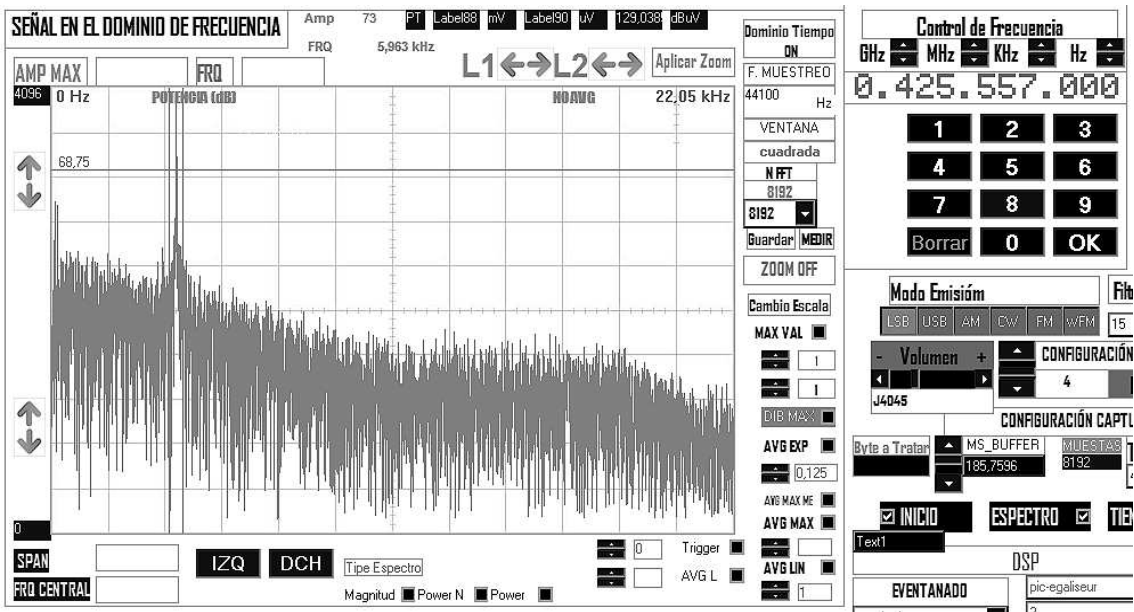 SEÑAL EN EL DOMINIO DE FRECUENCIA
Amp 73 PT Label88 mV Label90 uV 129,038 dBuV
FRQ 5,963 kHz
L1 L2 Aplicar Zoom
AMP MAX FRQ
4096 0 Hz POTENCIA (dB) NO AVG 22,05 kHz
68,75
0
SPAN
FRQ CENTRAL
IZQ DCH
Tipe Espectro
Magnitud Power N Power
0 Trigger
AVG L
Dominio Tiempo
ON
F. MUESTREO
44100 Hz
VENTANA
cuadrada
N FFT
8192
8192
Guardar MEDIR
ZOOM OFF
Cambio Escala
MAX VAL
1
1
DIB MAX
AVG EXP
0,125
AVG MAX ME
AVG MAX
AVG LIN
1
Control de Frecuencia
GHz MHz KHz Hz
0.425.557.000
1 2 3
4 5 6
7 8 9
Borrar 0 OK
Modo Emisióm
LSB USB AM CW FM WFM
15
- Volumen +
J4045
CONFIGURACIÓN
4
CONFIGURACIÓN CAPTU
Byte a Tratar MS_BUFFER MUESTAS
185,7596 8192
INICIO ESPECTRO TIEM
Text1
DSP
EVENTANADO pic-egaliseur